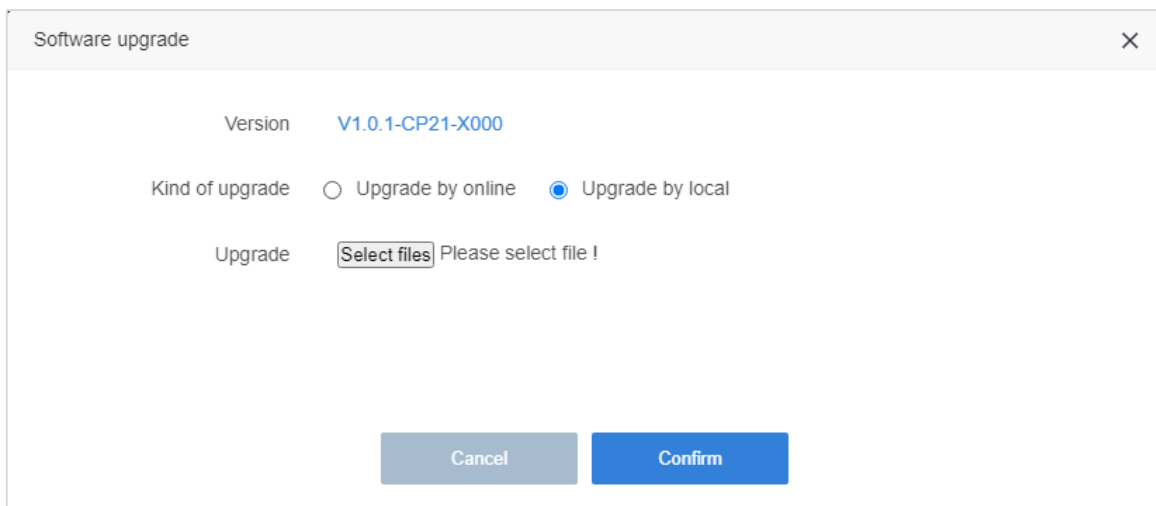 Software upgrade
Version V1.0.1-CP21-X000
Kind of upgrade Upgrade by online Upgrade by local
Upgrade Select files Please select file !
Cancel Confirm